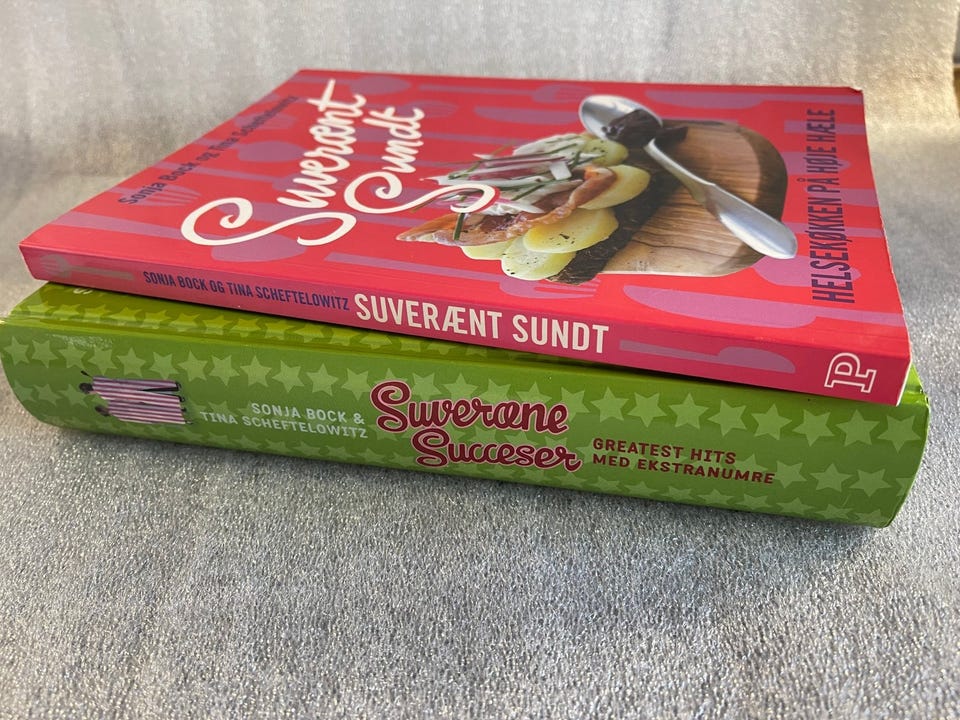 Sonja Bock og Tina Scheftelowitz
Suverænt
Sundt
HELSEKØKKEN PÅ HØJE HÆLE
SONJA BOCK OG TINA SCHEFTELOWITZ SUVERÆNT SUNDT
P
SONJA BOCK &
TINA SCHEFTELOWITZ
Suveræne
Succeser
GREATEST HITS
MED EKSTRANUMRE